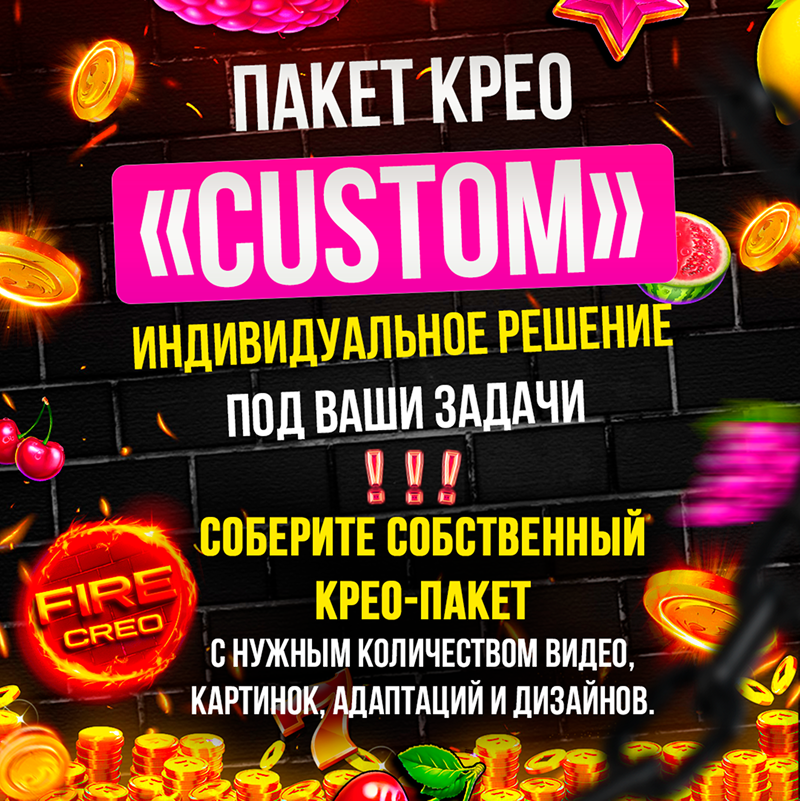 ПАКЕТ КРЕО
«CUSTOM»
ИНДИВИДУАЛЬНОЕ РЕШЕНИЕ
ПОД ВАШИ ЗАДАЧИ
!!!
СОБЕРИТЕ СОБСТВЕННЫЙ
КРЕО-ПАКЕТ
FIRE
CREO
С НУЖНЫМ КОЛИЧЕСТВОМ ВИДЕО,
КАРТИНОК, АДАПТАЦИЙ И ДИЗАЙНОВ.